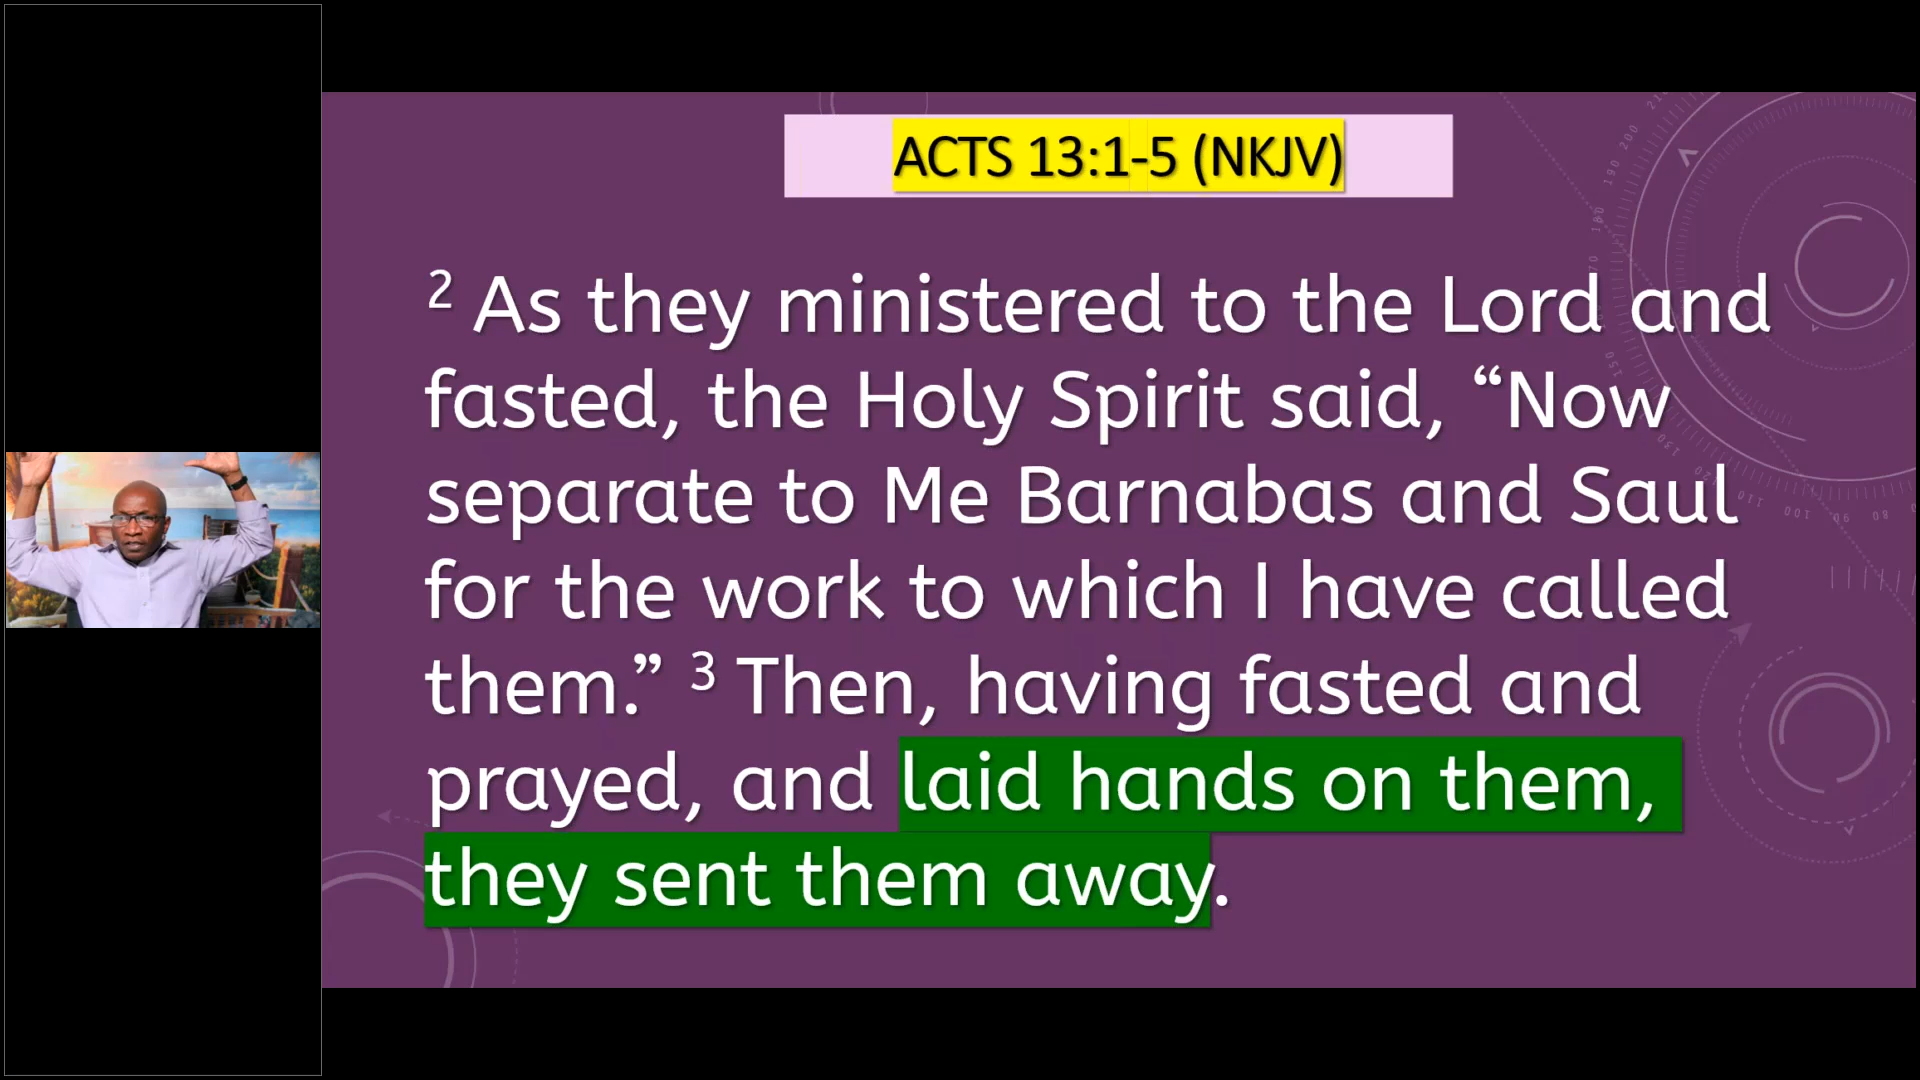 ACTS 13:1-5 (NKJV)
2 As they ministered to the Lord and
fasted, the Holy Spirit said, “Now
separate to Me Barnabas and Saul
for the work to which I have called
them.” 3 Then, having fasted and
prayed, and laid hands on them,
they sent them away.